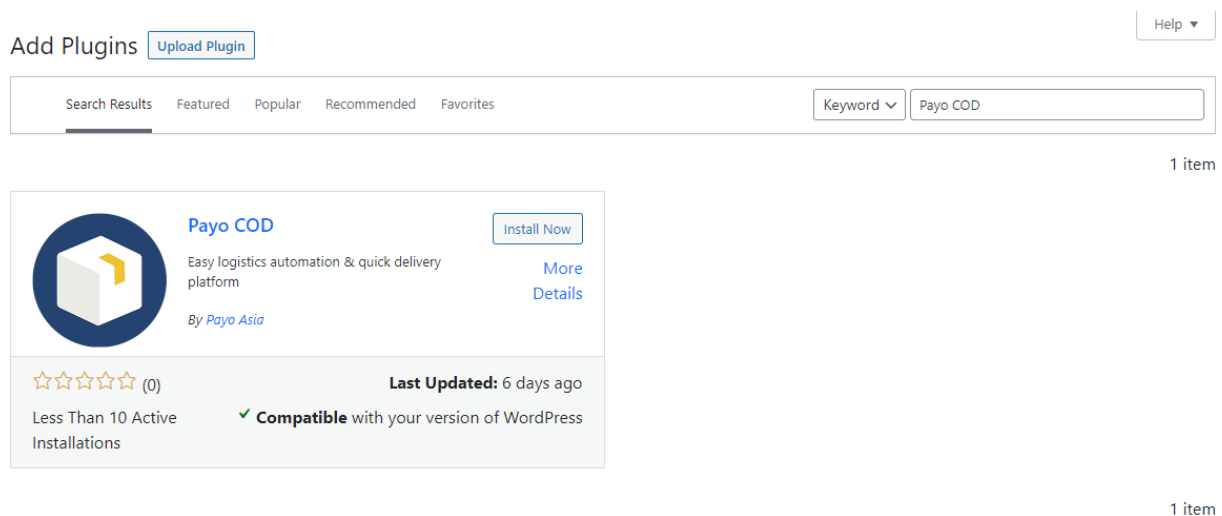 Help ▼
Add Plugins Upload Plugin
Search Results Featured Popular Recommended Favorites Keyword Payo COD
1 item
Payo COD
Install Now
Easy logistics automation & quick delivery
platform
More
Details
By Payo Asia
(0)
Last Updated: 6 days ago
Less Than 10 Active
Installations
✔ Compatible with your version of WordPress
1 item